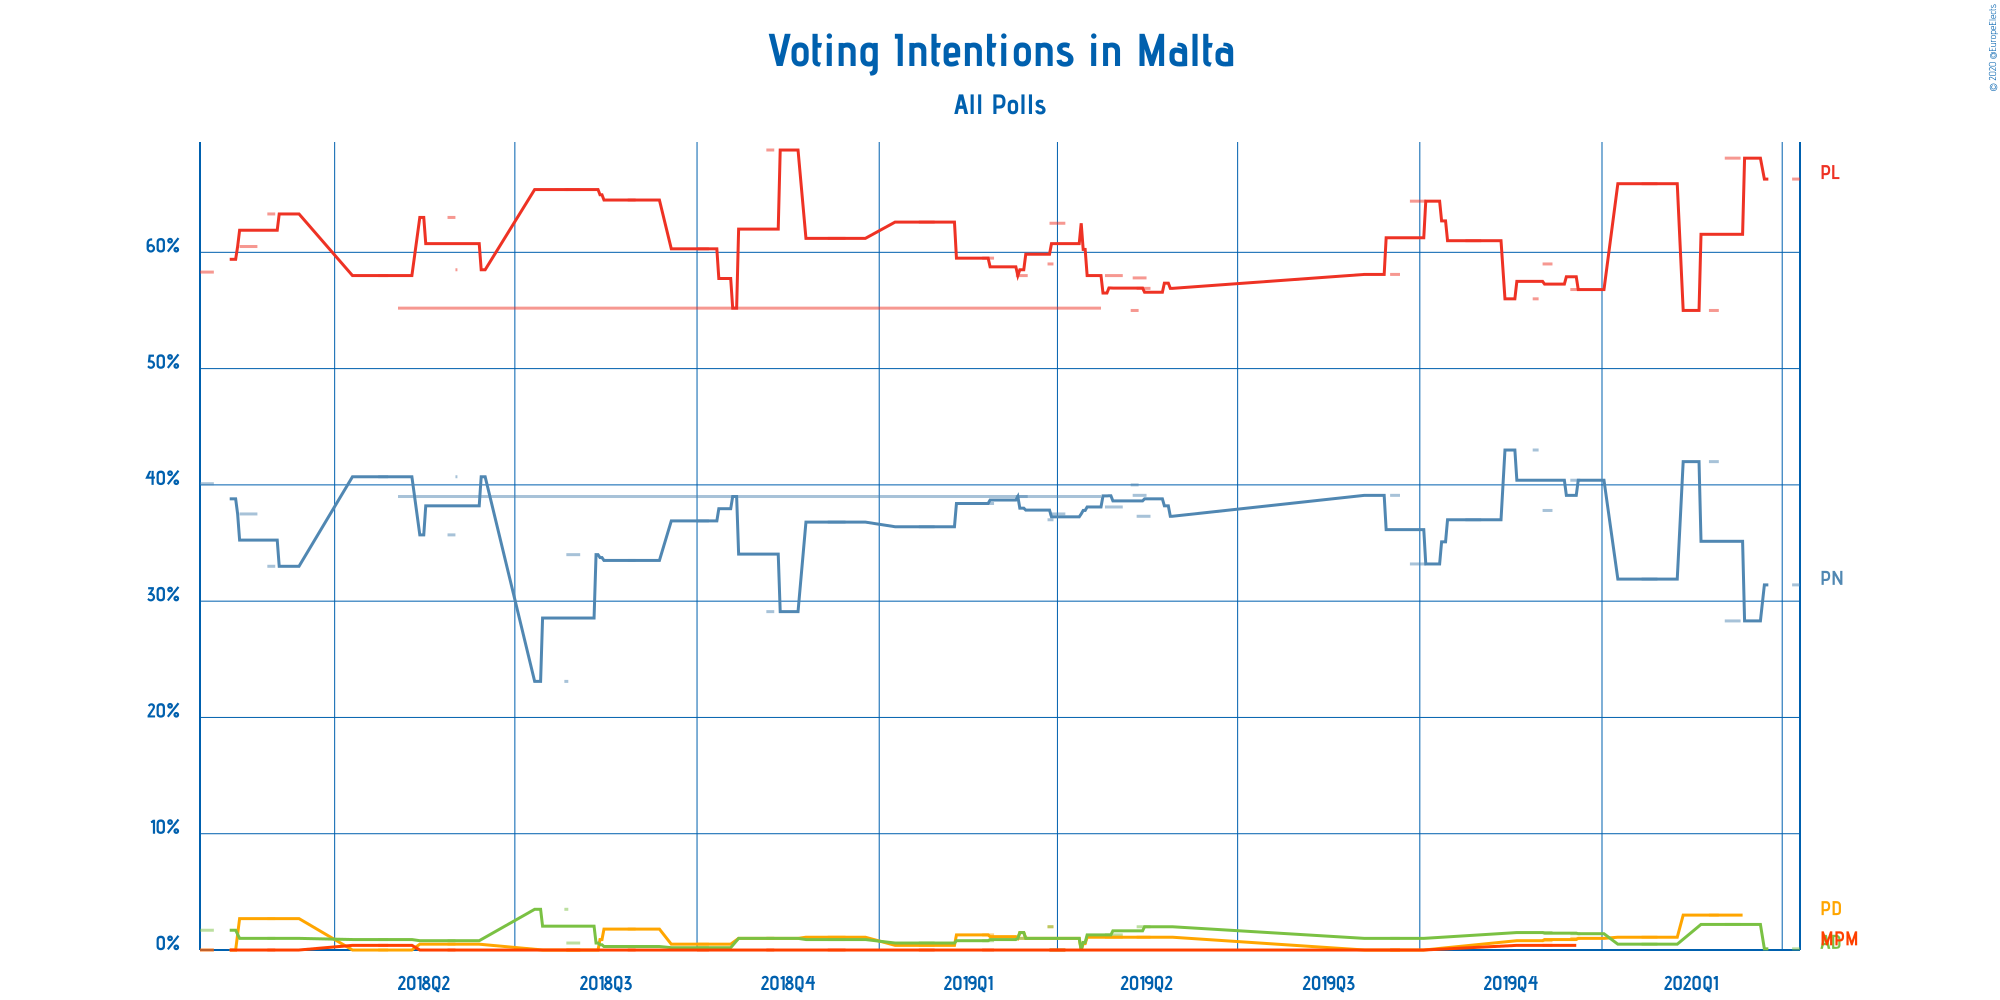 Voting Intentions in Malta
All Polls
© 2020 @EuropeElects
PL
60%
50%
40%
PN
30%
20%
10%
PD
0%
MPM
AD
2018Q2 2018Q3 2018Q4 2019Q1 2019Q2 2019Q3 2019Q4 2020Q1